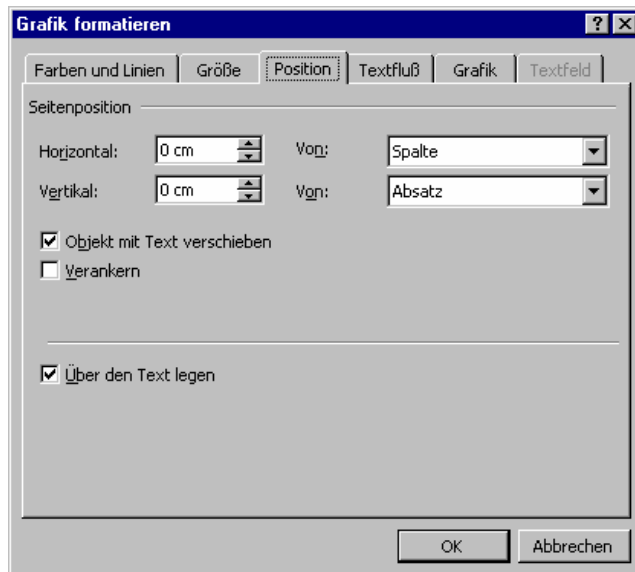 Grafik formatieren
Farben und Linien Größe Position Textfluß Grafik Textfeld
Seitenposition
Horizontal: 0 cm Von: Spalte
Vertikal: 0 cm Von: Absatz
Objekt mit Text verschieben
Verankern
Über den Text legen
OK Abbrechen